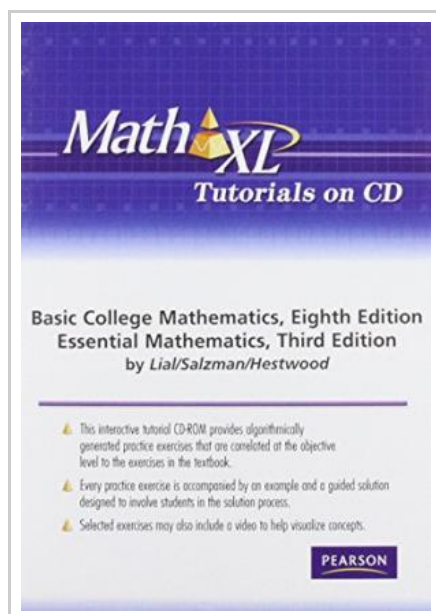 Math XL
Tutorials on CD
Basic College Mathematics, Eighth Edition
Essential Mathematics, Third Edition
by Lial/Salzman/Hestwood
This interactive tutorial CD-ROM provides algorithmically
generated practice exercises that are correlated at the objective
level to the exercises in the textbook.
Every practice exercise is accompanied by an example and a guided solution
designed to involve students in the solution process.
Selected exercises may also include a video to help visualize concepts.
PEARSON